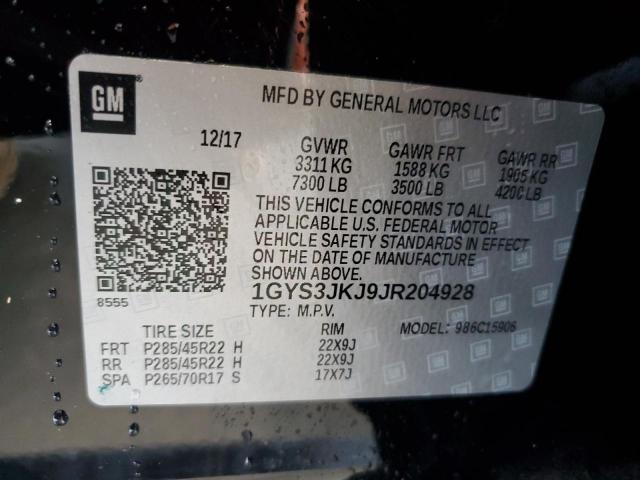 GM
MFD BY GENERAL MOTORS LLC
12/17 GVWR GAWR FRT GAWR RR
3311 KG 1588 KG 1905 KG
7300 LB 3500 LB 4200 LB
THIS VEHICLE CONFORMS TO ALL
APPLICABLE U.S. FEDERAL MOTOR
VEHICLE SAFETY STANDARDS IN EFFECT
ON THE DATE OF MANUFACTURE
SHOWN ABOVE.
8555
1GYS3JKJ9JR204928
TYPE: M.P.V. MODEL: 986C15906
TIRE SIZE RIM
FRT P285/45R22 H 22X9J
RR P285/45R22 H 22X9J
SPA P265/70R17 S 17X7J